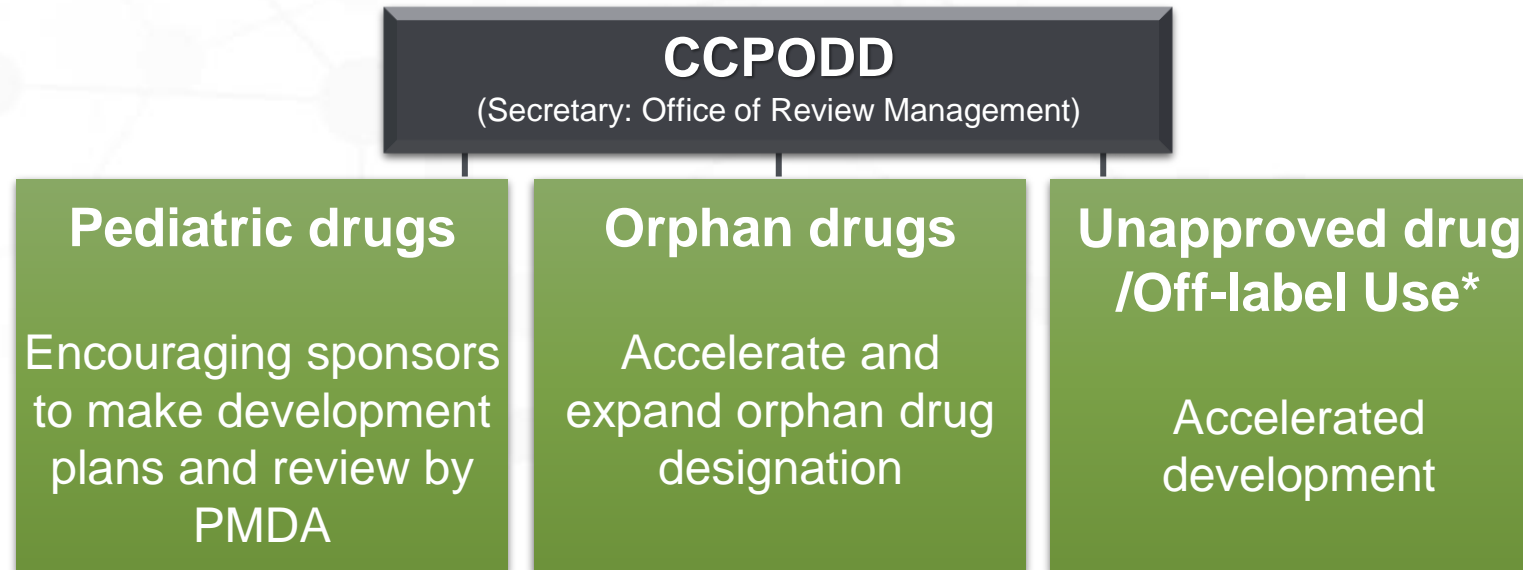 CCPODD
(Secretary: Office of Review Management)
Pediatric drugs
Encouraging sponsors
to make development
plans and review by
PMDA
Orphan drugs
Accelerate and
expand orphan drug
designation
Unapproved drug
/Off-label Use*
Accelerated
development